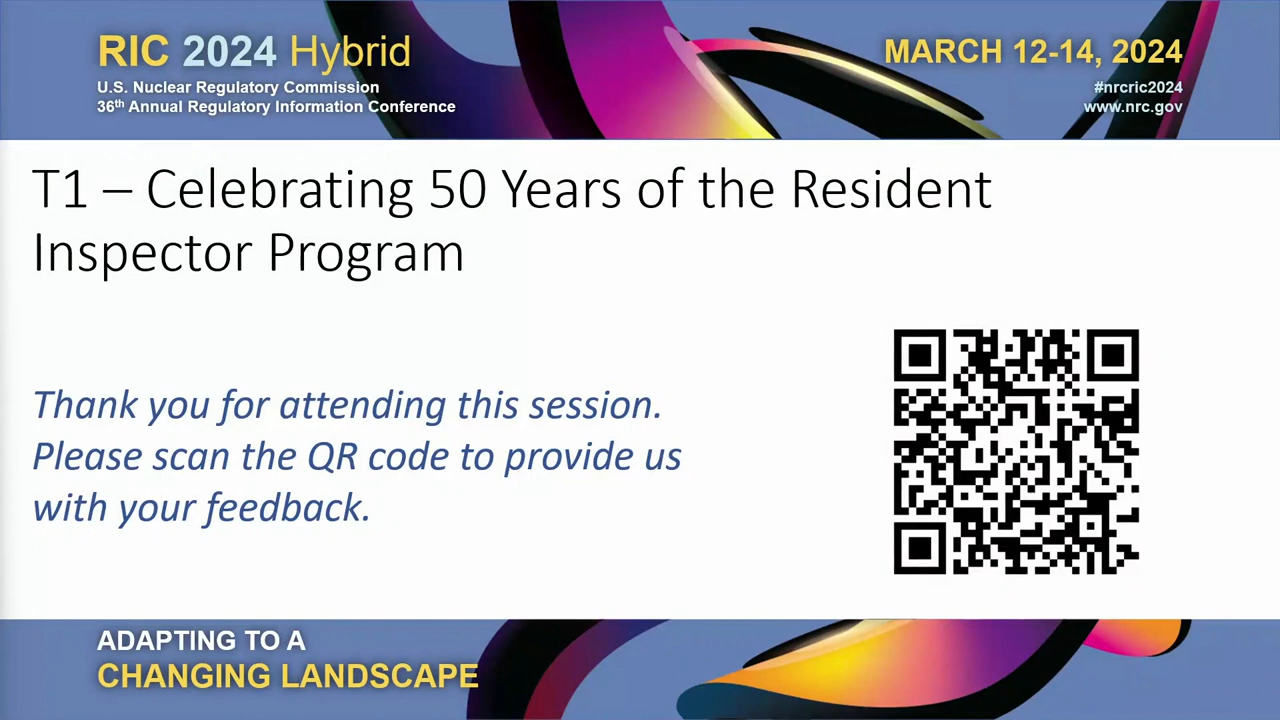 RIC 2024 Hybrid
U.S. Nuclear Regulatory Commission
36th Annual Regulatory Information Conference
MARCH 12-14, 2024
#nrcric2024
www.nrc.gov
T1 – Celebrating 50 Years of the Resident
Inspector Program
Thank you for attending this session.
Please scan the QR code to provide us
with your feedback.
ADAPTING TO A
CHANGING LANDSCAPE